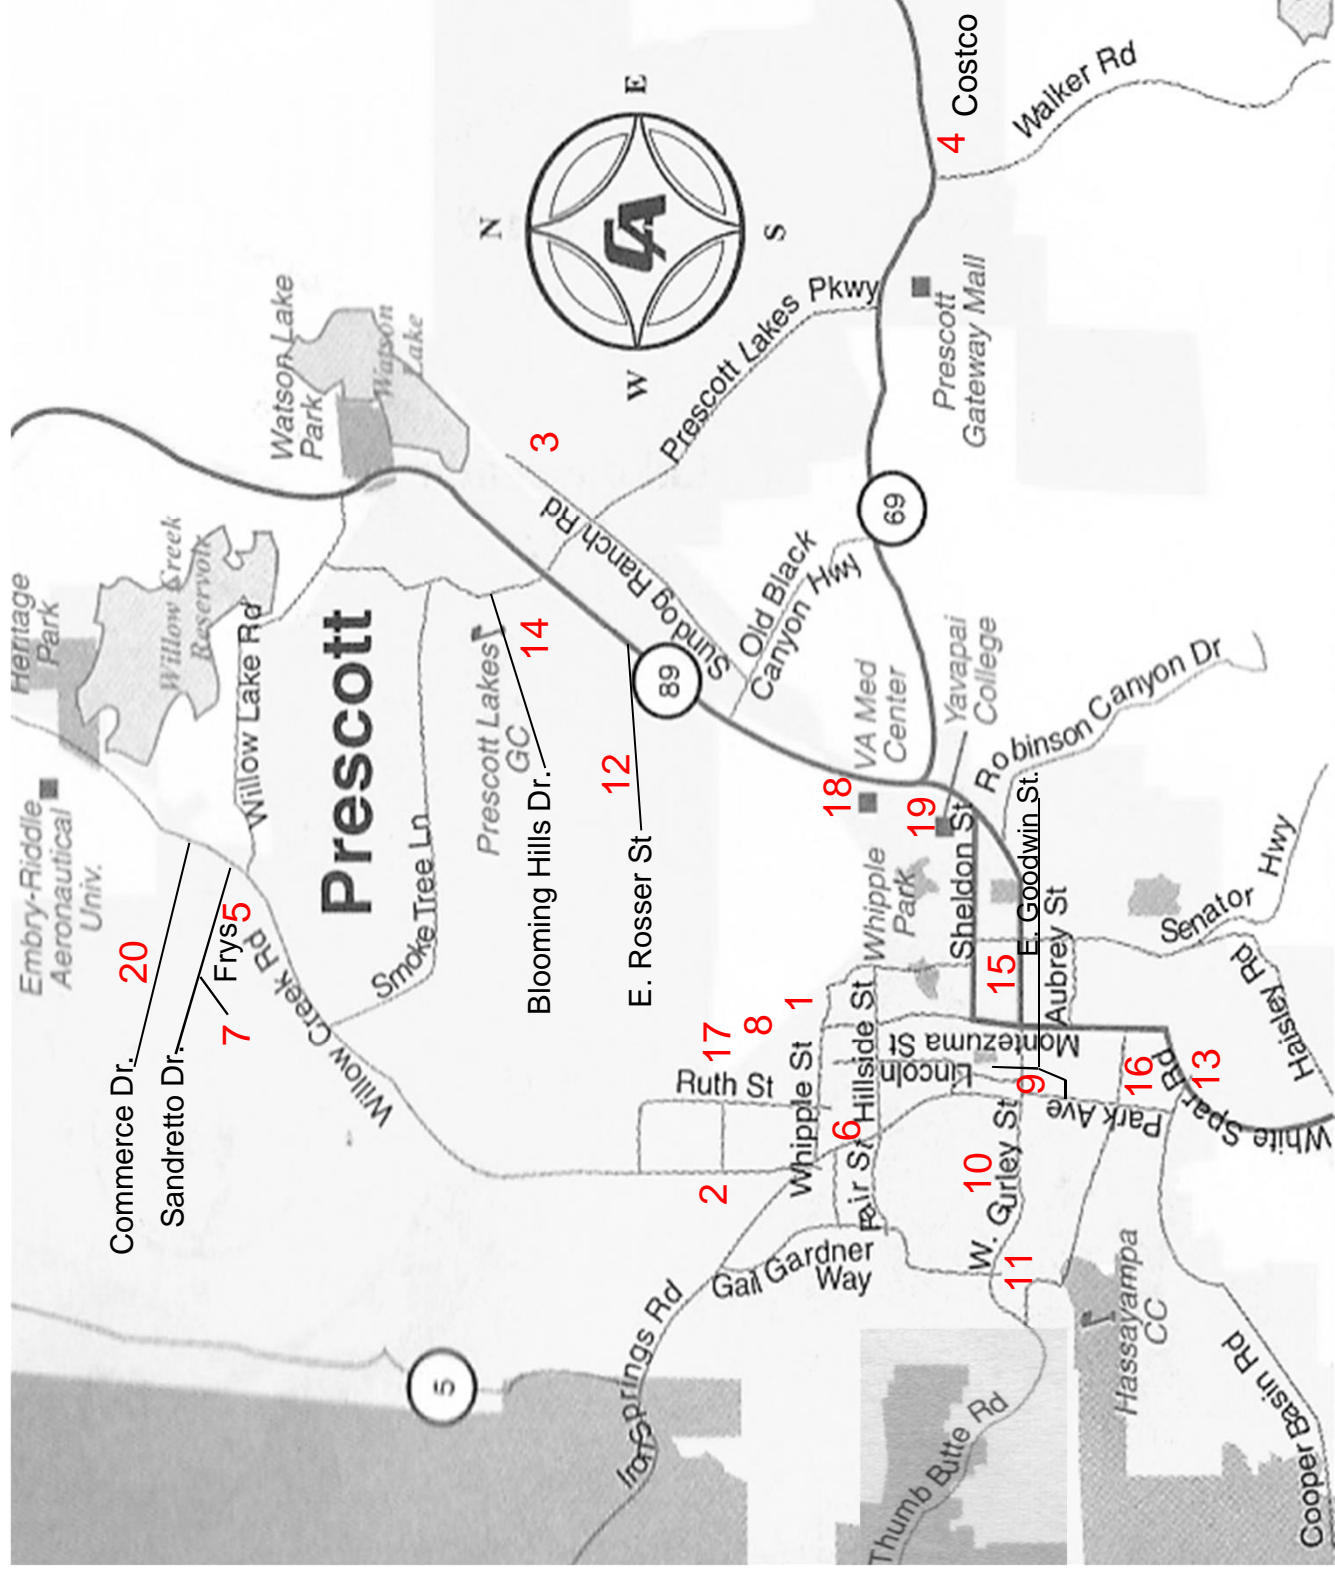 Heritage
Park
Embry-Riddle
Aeronautical
Univ.
20
Commerce Dr.
Sandretto Dr.
7
Frys
5
Willow Creek
Reservoir
Willow Lake Rd
Watson Lake
Park
Watson
Lake
Prescott
Smoke Tree Ln
Willow Creek Rd
Prescott Lakes
GC
14
Blooming Hills Dr.
12
E. Rosser St
3
Sundog Ranch Rd
Prescott Lakes Pkwy
N
E
S
W
CA
89
69
5
Old Black
Canyon Hwy
4
Costco
Walker Rd
Prescott
Gateway Mall
VA Med
Center
18
19
Yavapai
College
Robinson Canyon Dr
Whipple
Park
Sheldon St
E. Goodwin St.
15
Aubrey St
Senator Hwy
Haisley Rd
17
8
1
Ruth St
2
Whipple St
6
Hillside St
Fair St
Montezuma St
Lincoln
9
Park Ave
16
13
White Spar Rd
10
W. Gurley St
11
Gail Gardner
Way
Iron Springs Rd
Thumb Butte Rd
Hassayampa
CC
Cooper Basin Rd